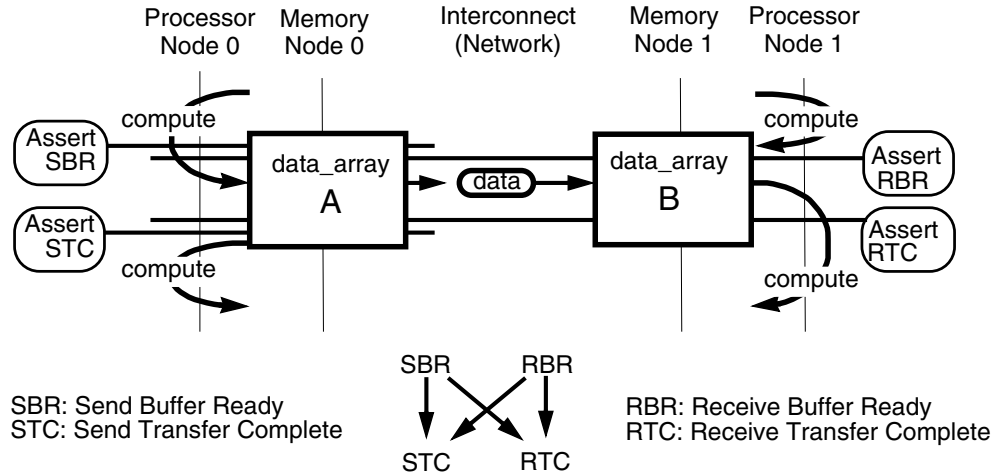 Processor
Node 0
Memory
Node 0
Interconnect
(Network)
Memory
Node 1
Processor
Node 1
compute
compute
Assert
SBR
data_array
A
data
data_array
B
Assert
RBR
Assert
STC
Assert
RTC
compute
compute
SBR
RBR
SBR: Send Buffer Ready
STC: Send Transfer Complete
RBR: Receive Buffer Ready
RTC: Receive Transfer Complete
STC
RTC